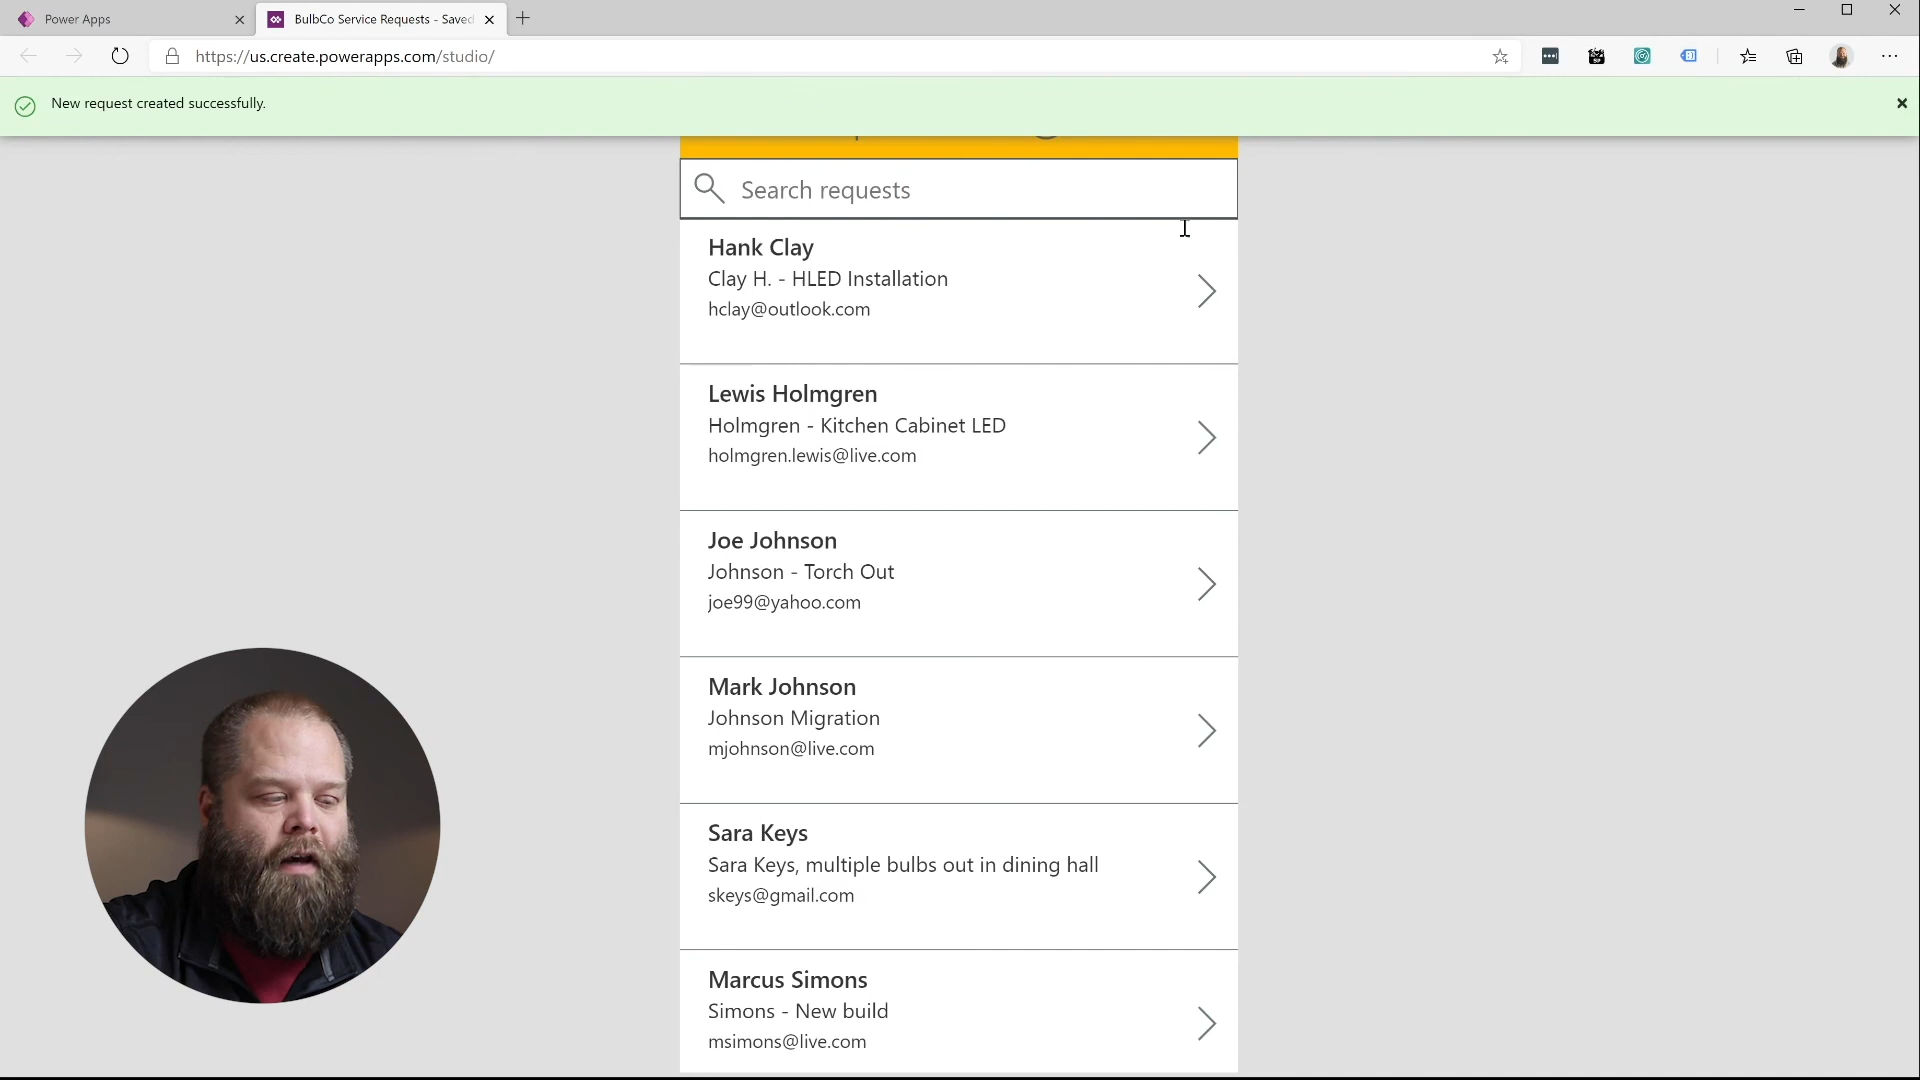 Power Apps
BulbCo Service Requests - Saved
https://us.create.powerapps.com/studio/
New request created successfully.
Search requests
Hank Clay
Clay H. - HLED Installation
hclay@outlook.com
Lewis Holmgren
Holmgren - Kitchen Cabinet LED
holmgren.lewis@live.com
Joe Johnson
Johnson - Torch Out
joe99@yahoo.com
Mark Johnson
Johnson Migration
mjohnson@live.com
Sara Keys
Sara Keys, multiple bulbs out in dining hall
skeys@gmail.com
Marcus Simons
Simons - New build
msimons@live.com